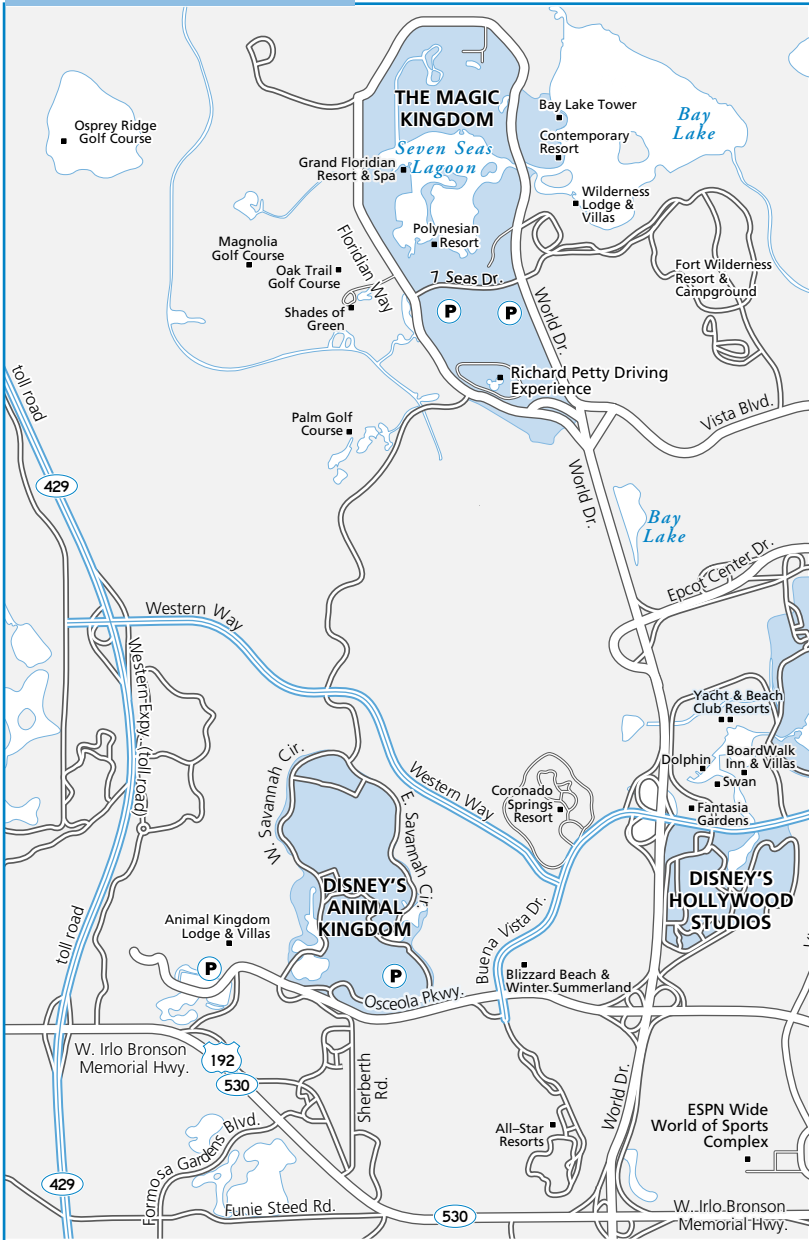 THE MAGIC
KINGDOM
Bay Lake Tower
Bay
Lake
Osprey Ridge
Golf Course
Contemporary
Resort
Seven Seas
Lagoon
Grand Floridian
Resort & Spa
Wilderness
Lodge &
Villas
Polynesian
Resort
Floridian Way
Magnolia
Golf Course
Oak Trail
Golf Course
7 Seas Dr.
Fort Wilderness
Resort &
Campground
Shades of
Green
P
P
World Dr.
Richard Petty Driving
Experience
toll road
Palm Golf
Course
Vista Blvd.
World Dr.
429
Bay
Lake
Epcot Center Dr.
Western Way
Western Expy. (toll road)
Yacht & Beach
Club Resorts
W. Savannah Cir.
Dolphin
BoardWalk
Inn & Villas
Western Way
Swan
Coronado
Springs
Resort
E. Savannah Cir.
Fantasia
Gardens
DISNEY'S
ANIMAL
KINGDOM
DISNEY'S
HOLLYWOOD
STUDIOS
Animal Kingdom
Lodge & Villas
toll road
Buena Vista Dr.
P
P
Blizzard Beach &
Winter Summerland
Osceola Pkwy.
W. Irlo Bronson
Memorial Hwy.
192
530
Sherberth
Rd.
World Dr.
ESPN Wide
World of Sports
Complex
All–Star
Resorts
Formosa Gardens Blvd.
429
Funie Steed Rd.
530
W. Irlo Bronson
Memorial Hwy.